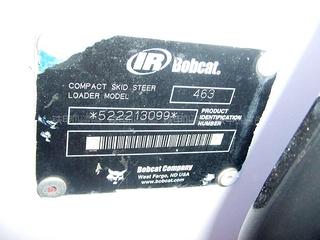 IR Bobcat.
COMPACT SKID STEER
LOADER MODEL 463
*522213099*
PRODUCT
IDENTIFICATION
NUMBER
Bobcat Company
West Fargo, ND USA
www.bobcat.com